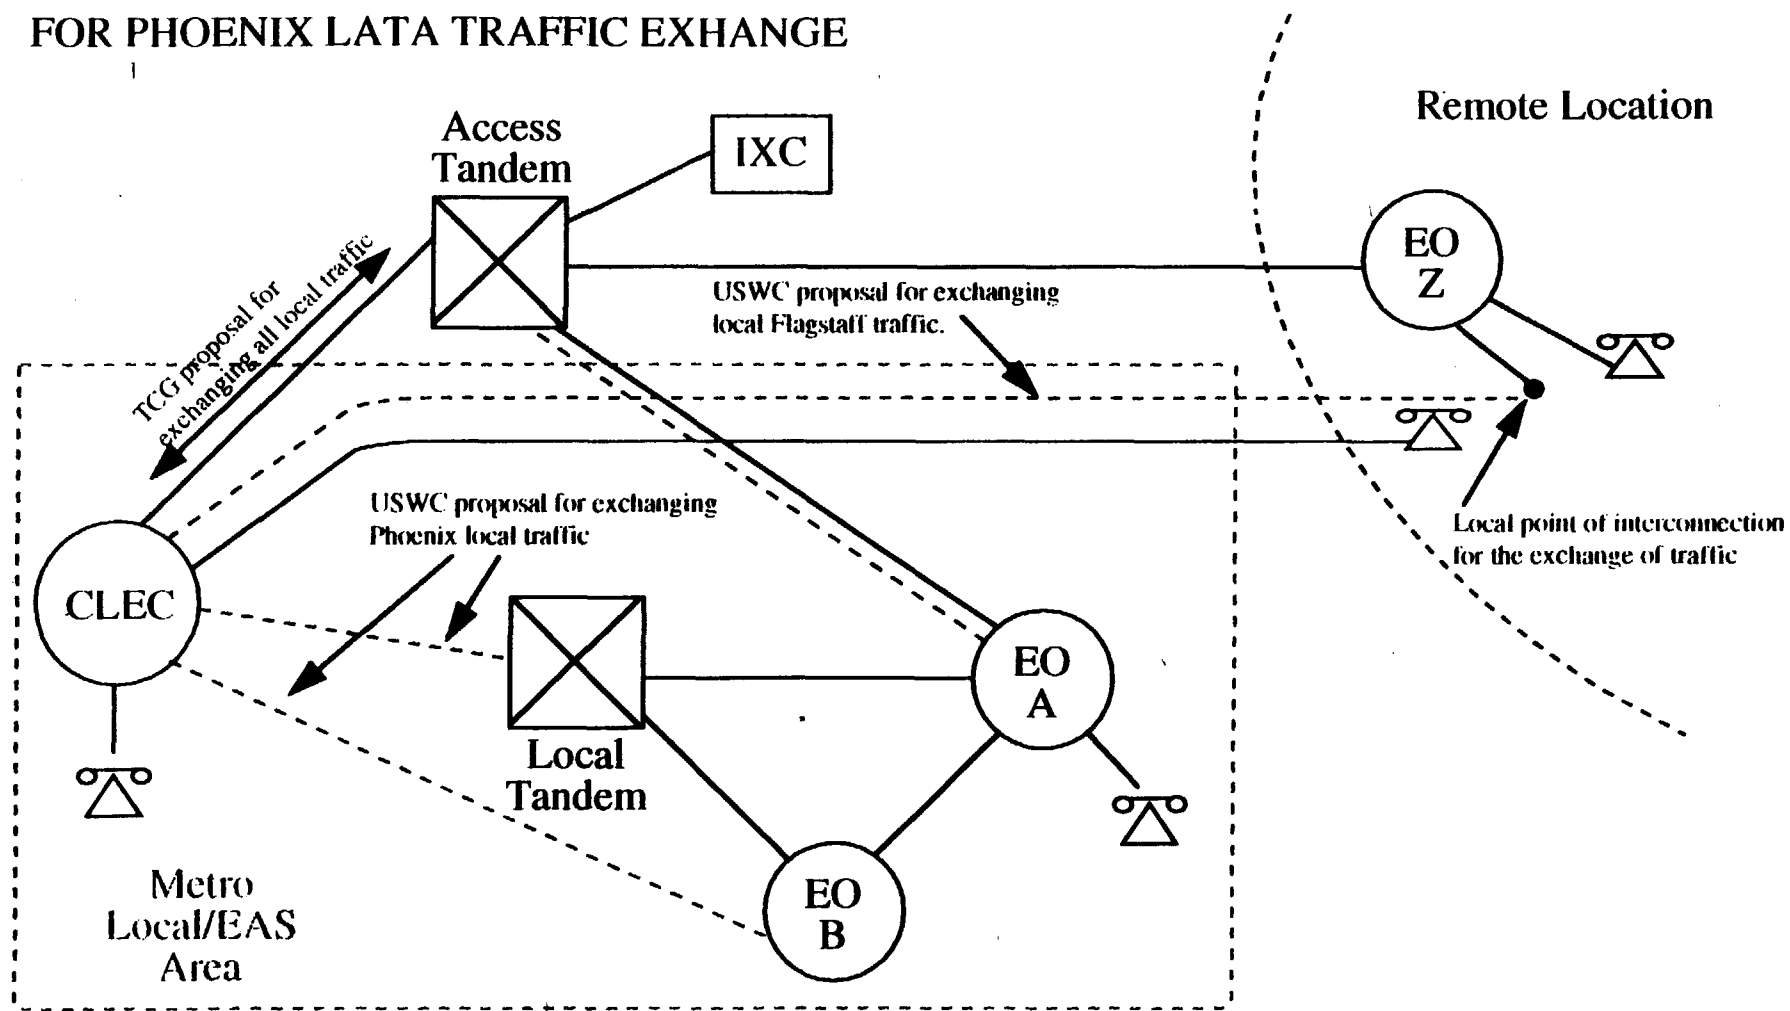 FOR PHOENIX LATA TRAFFIC EXHANGE
Access
Tandem
IXC
Remote Location
EO
Z
TCG proposal for
exchanging all local traffic
USWC proposal for exchanging
local Flagstaff traffic.
USWC proposal for exchanging
Phoenix local traffic
Local point of interconnection
for the exchange of traffic
CLEC
EO
A
Local
Tandem
EO
B
Metro
Local/EAS
Area